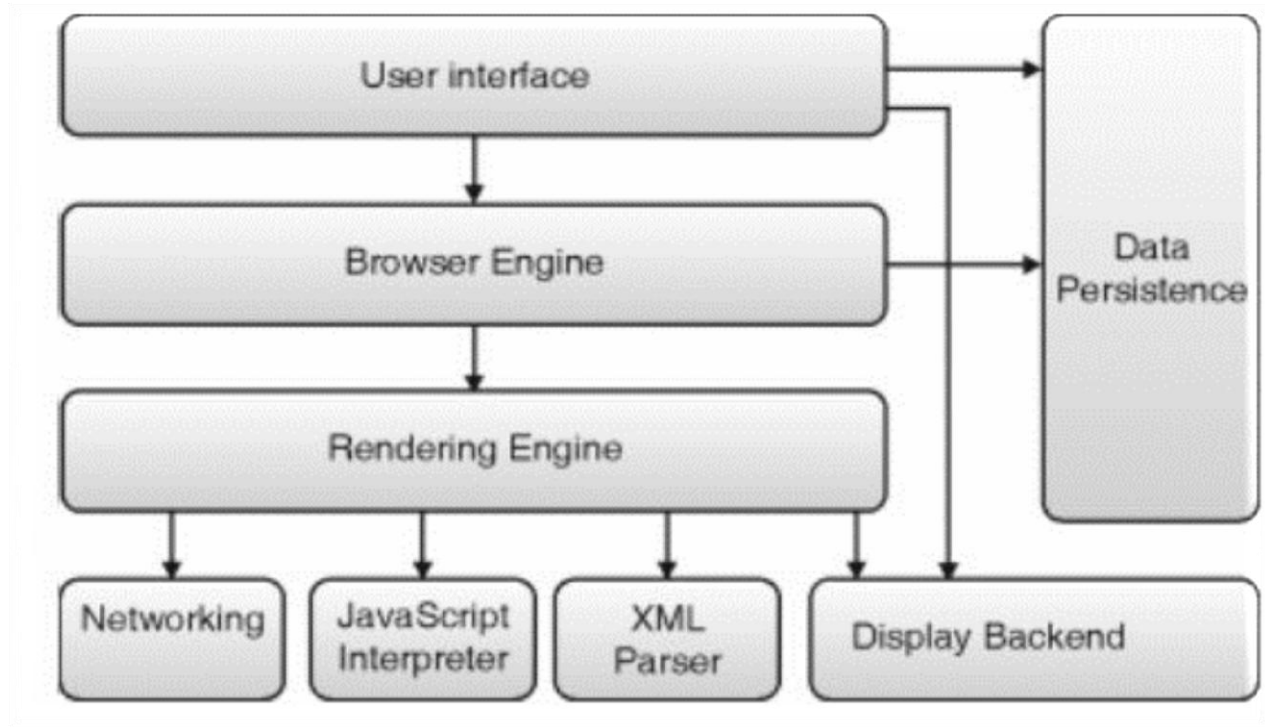 User interface
Browser Engine
Data
Persistence
Rendering Engine
Networking
JavaScript
Interpreter
XML
Parser
Display Backend